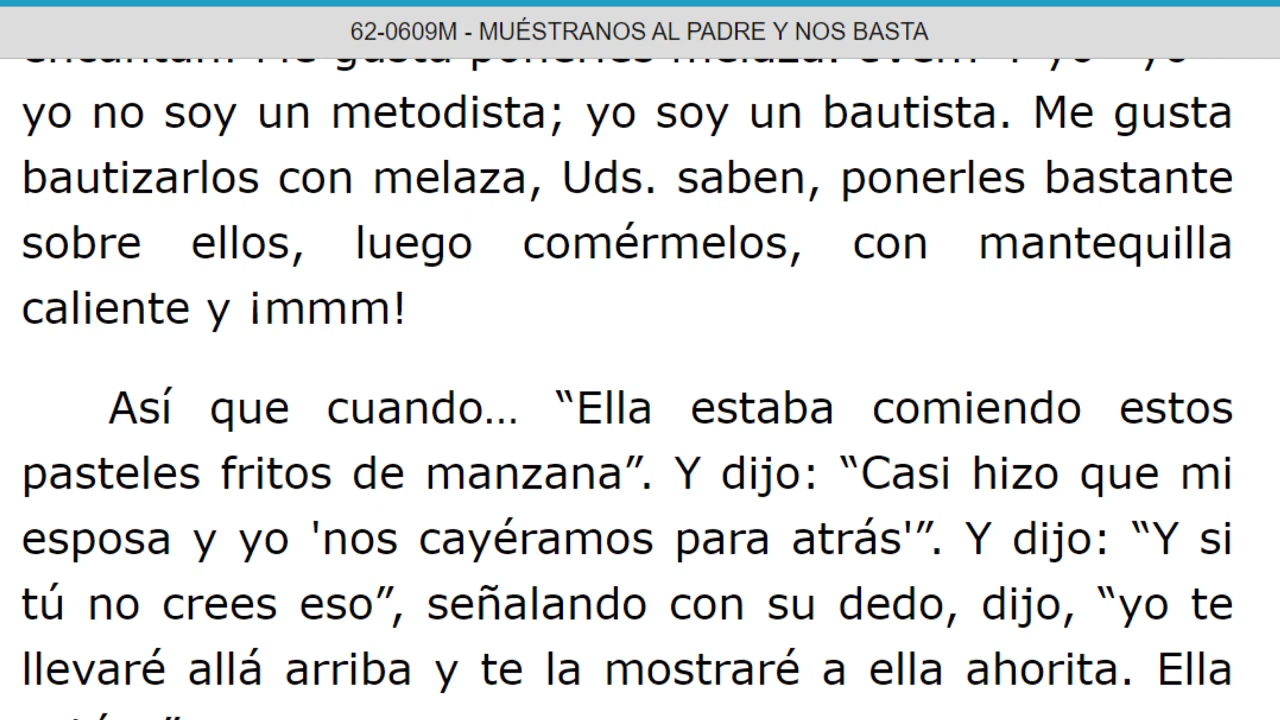 62-0609M - MUÉSTRANOS AL PADRE Y NOS BASTA
yo no soy un metodista; yo soy un bautista. Me gusta
bautizarlos con melaza, Uds. saben, ponerles bastante
sobre ellos, luego comérmelos, con mantequilla
caliente y ¡mmm!
Así que cuando… “Ella estaba comiendo estos
pasteles fritos de manzana”. Y dijo: “Casi hizo que mi
esposa y yo 'nos cayéramos para atrás'”. Y dijo: “Y si
tú no crees eso”, señalando con su dedo, dijo, “yo te
llevaré allá arriba y te la mostraré a ella ahorita. Ella